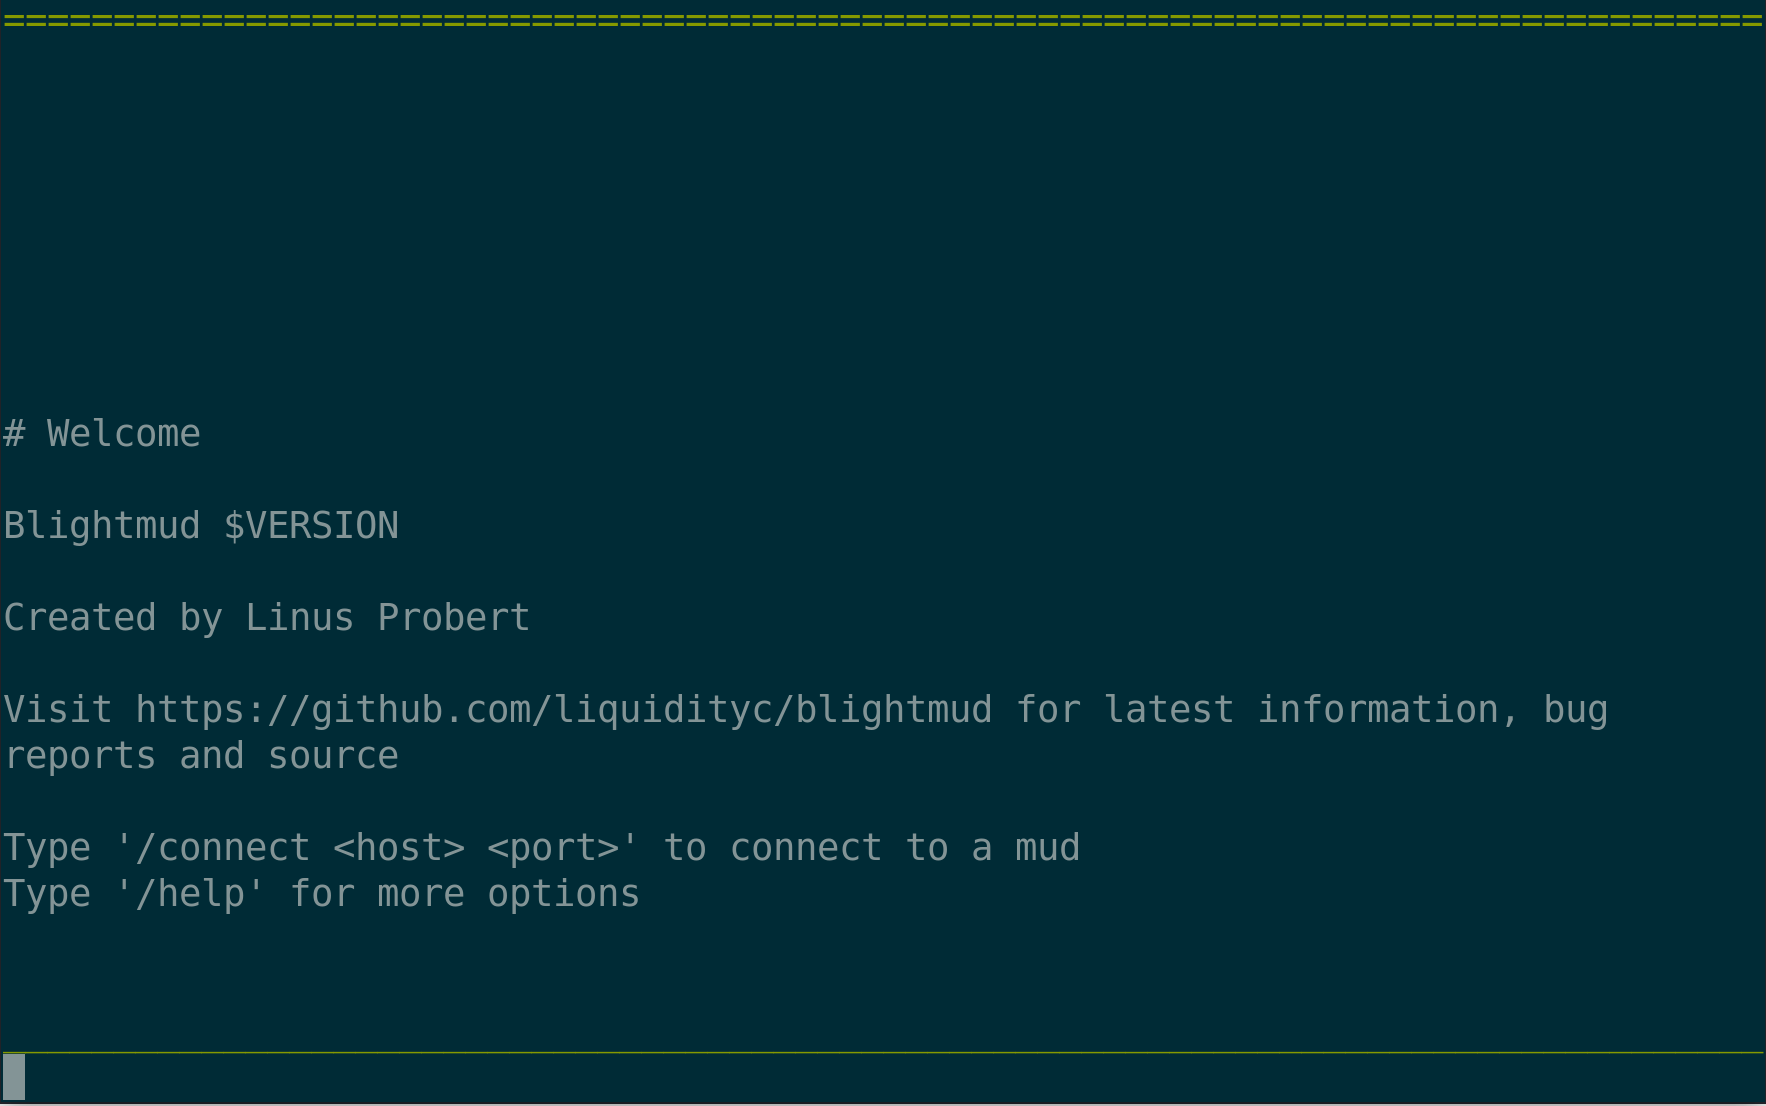 ================================================================================
# Welcome
Blightmud $VERSION
Created by Linus Probert
Visit https://github.com/liquidityc/blightmud for latest information, bug
reports and source
Type '/connect <host> <port>' to connect to a mud
Type '/help' for more options